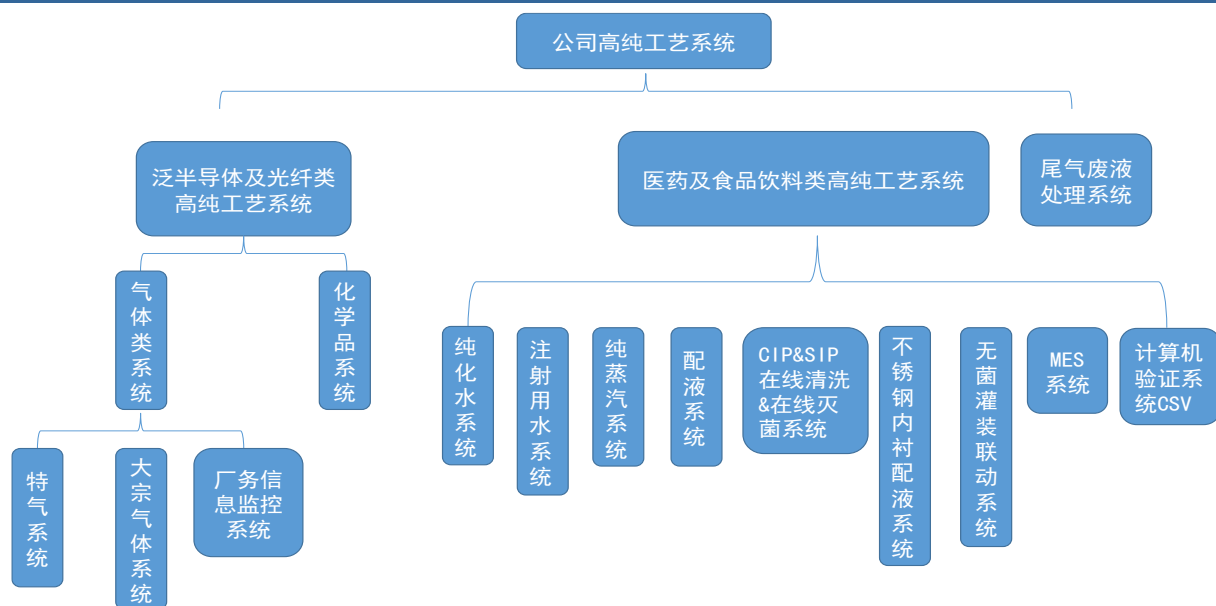 公司高纯工艺系统
泛半导体及光纤类
高纯工艺系统
医药及食品饮料类高纯工艺系统
尾气废液
处理系统
气体类系统
化学品系统
纯化水系统
注射用水系统
纯蒸汽系统
配液系统
CIP&SIP
在线清洗
&在线灭
菌系统
不锈钢内衬配液系统
无菌灌装联动系统
MES
系统
计算机
验证系
统CSV
特气系统
大宗气体系统
厂务信
息监控
系统